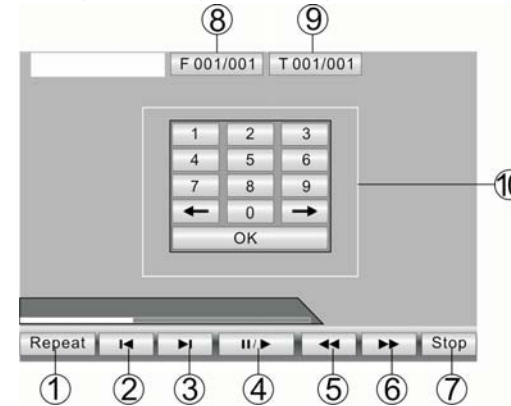 ⑧ ⑨
F 001/001 T 001/001
1 2 3
4 5 6
7 8 9
← 0 →
⑩
OK
Repeat I◀ ▶I II/▶ ◀◀ ▶▶ Stop
① ② ③ ④ ⑤ ⑥ ⑦